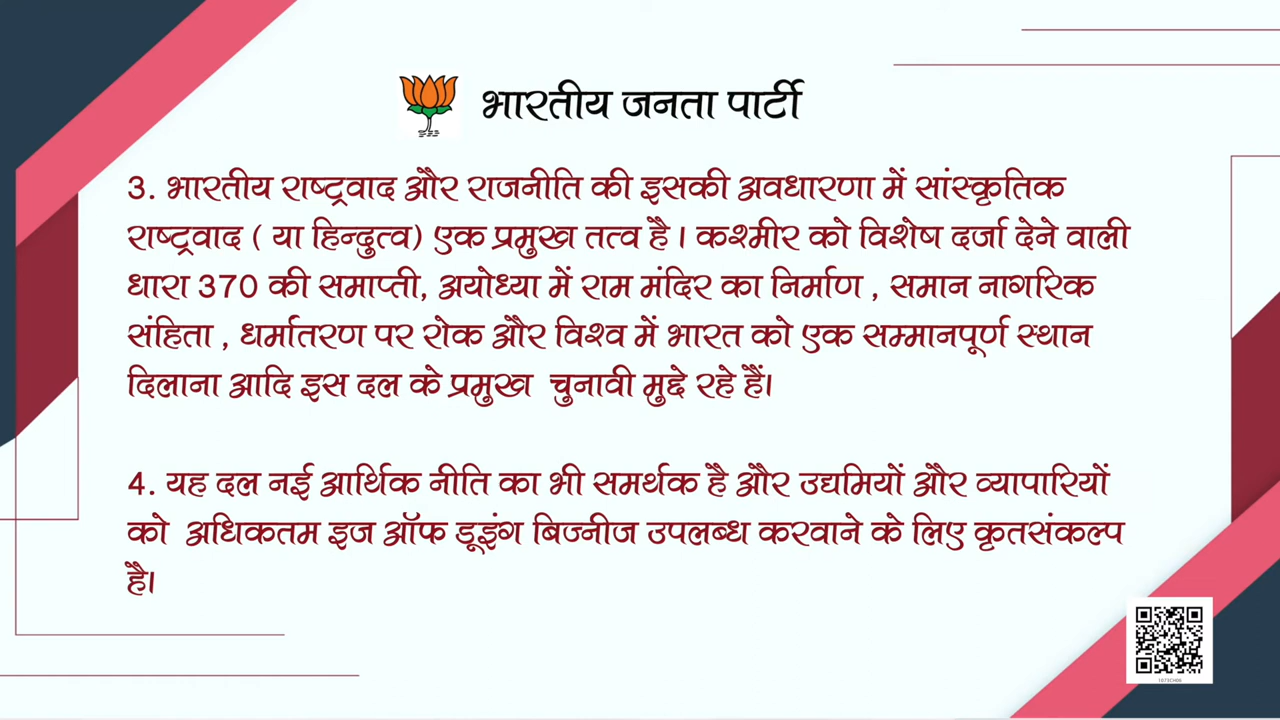 भारतीय जनता पार्टी
3. भारतीय राष्ट्रवाद और राजनीति की इसकी अवधारणा में सांस्कृतिक
राष्ट्रवाद ( या हिन्दुत्व) एक प्रमुख तत्व है । कश्मीर को विशेष दर्जा देने वाली
धारा 370 की समाप्ती, अयोध्या में राम मंदिर का निर्माण , समान नागरिक
संहिता , धर्मातरण पर रोक और विश्व में भारत को एक सम्मानपूर्ण स्थान
दिलाना आदि इस दल के प्रमुख चुनावी मुद्दे रहे हैं।
4. यह दल नई आर्थिक नीति का भी समर्थक है और उद्यमियों और व्यापारियों
को अधिकतम इज ऑफ डूइंग बिज्नीज उपलब्ध करवाने के लिए कृतसंकल्प
है।
1073CH06